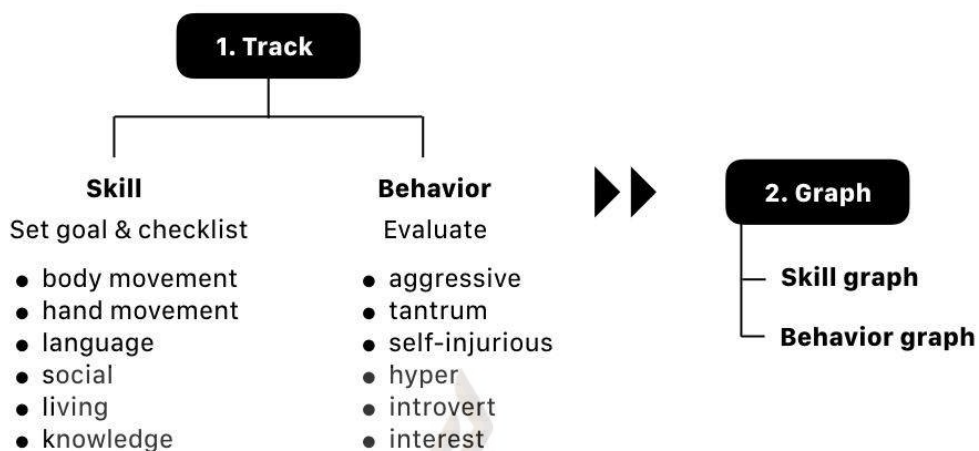 1. Track
Skill
Set goal & checklist
• body movement
• hand movement
• language
• social
• living
• knowledge
Behavior
Evaluate
• aggressive
• tantrum
• self-injurious
• hyper
• introvert
• interest
2. Graph
Skill graph
Behavior graph